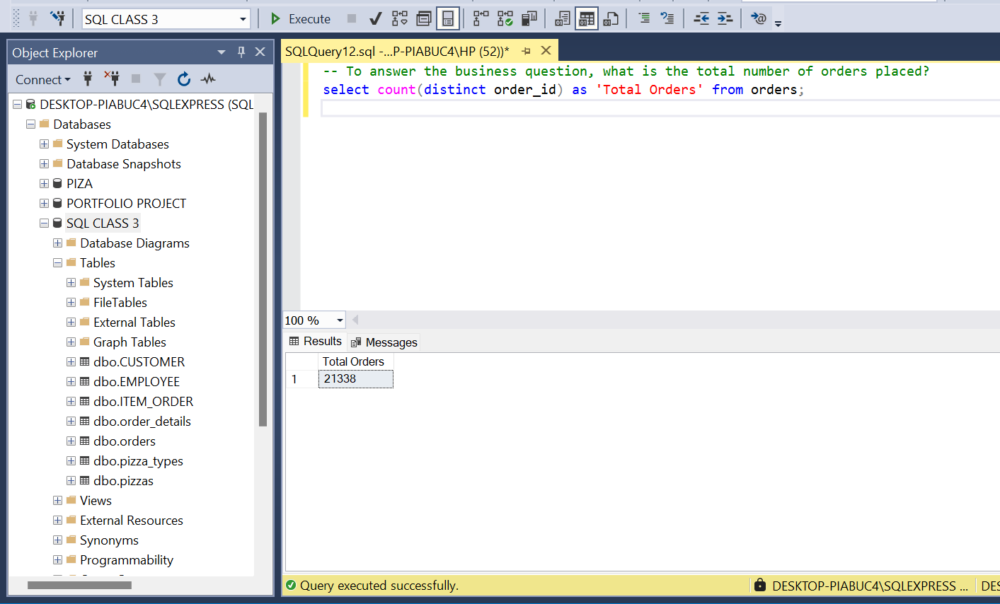 SQL CLASS 3
Execute
Object Explorer
Connect
DESKTOP-PIABUC4\SQLEXPRESS (SQL
Databases
System Databases
Database Snapshots
PIZA
PORTFOLIO PROJECT
SQL CLASS 3
Database Diagrams
Tables
System Tables
FileTables
External Tables
Graph Tables
dbo.CUSTOMER
dbo.EMPLOYEE
dbo.ITEM_ORDER
dbo.order_details
dbo.orders
dbo.pizza_types
dbo.pizzas
Views
External Resources
Synonyms
Programmability
SQLQuery12.sql -...P-PIABUC4\HP (52))*
-- To answer the business question, what is the total number of orders placed?
select count(distinct order_id) as 'Total Orders' from orders;
100 %
Results
Messages
Total Orders
1
21338
Query executed successfully.
DESKTOP-PIABUC4\SQLEXPRESS ...
DES